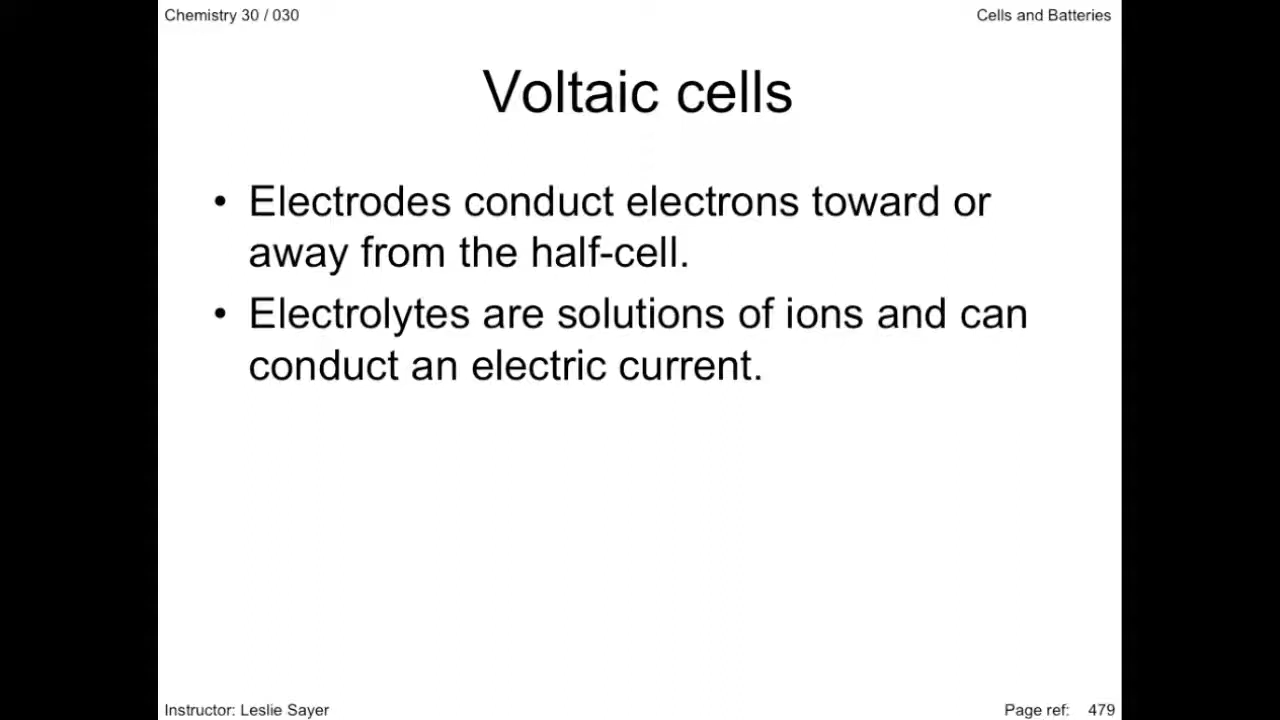 Chemistry 30 / 030
Cells and Batteries
Voltaic cells
• Electrodes conduct electrons toward or
away from the half-cell.
• Electrolytes are solutions of ions and can
conduct an electric current.
Instructor: Leslie Sayer
Page ref: 479